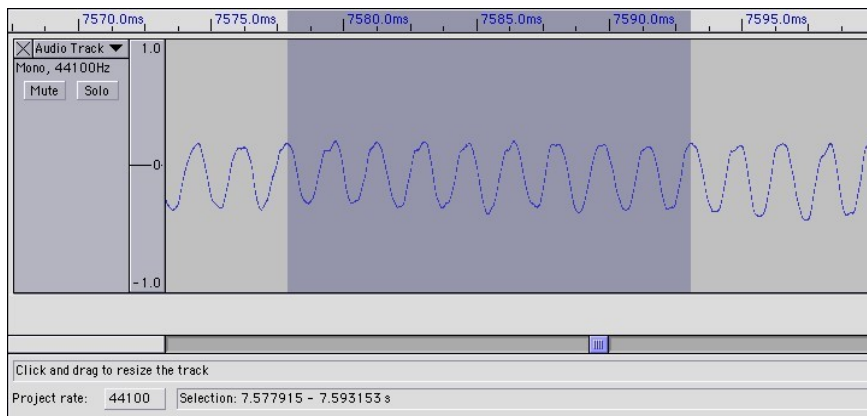 7570.0ms 7575.0ms 7580.0ms 7585.0ms 7590.0ms 7595.0ms
Audio Track 1.0
Mono, 44100Hz
Mute Solo
0
-1.0
Click and drag to resize the track
Project rate: 44100 Selection: 7.577915 - 7.593153 s